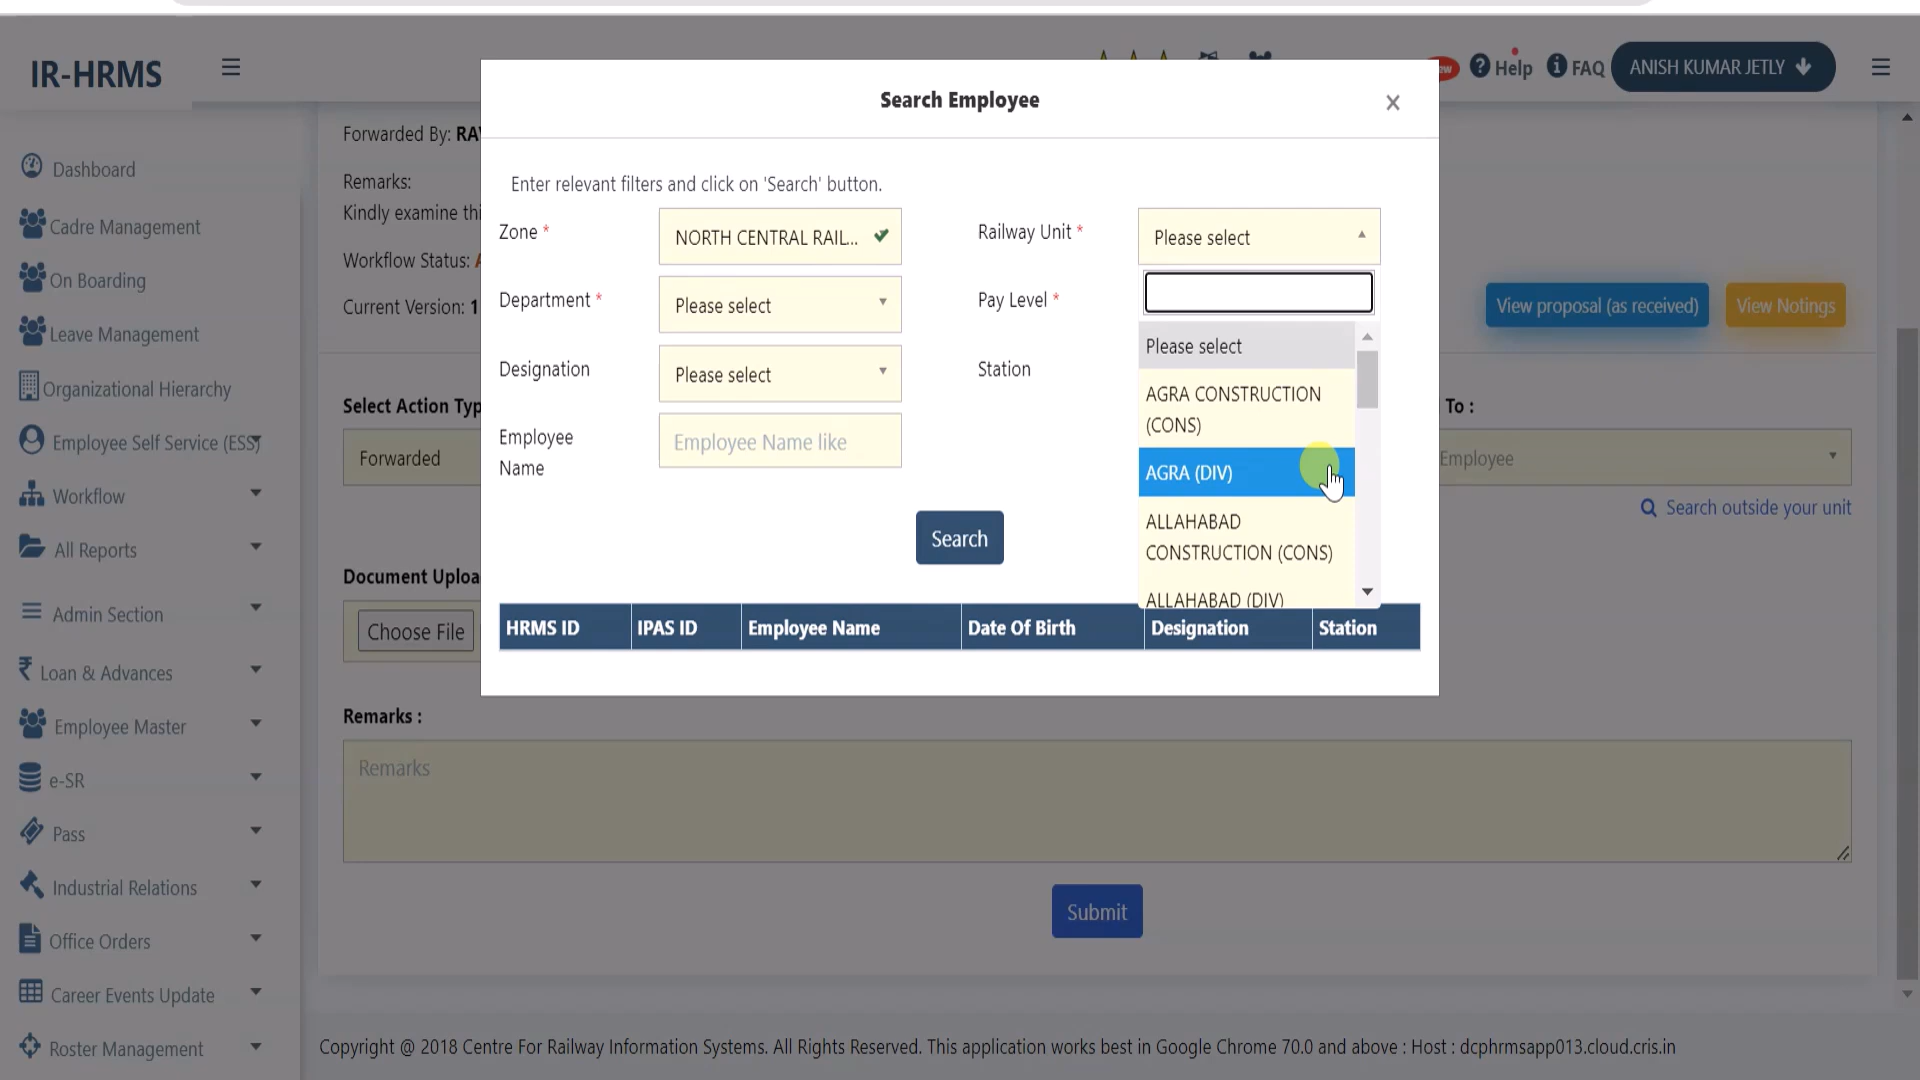 IR-HRMS
Help
FAQ
ANISH KUMAR JETLY
Search Employee
Enter relevant filters and click on 'Search' button.
Zone *
NORTH CENTRAL RAIL...
Railway Unit *
Please select
Department *
Please select
Pay Level *
Designation
Please select
Station
Employee
Name
Employee Name like
Please select
AGRA CONSTRUCTION
(CONS)
AGRA (DIV)
ALLAHABAD
CONSTRUCTION (CONS)
ALLAHABAD (DIV)
Search
HRMS ID
IPAS ID
Employee Name
Date Of Birth
Designation
Station
Dashboard
Cadre Management
On Boarding
Leave Management
Organizational Hierarchy
Employee Self Service (ESS)
Workflow
All Reports
Admin Section
Loan & Advances
Employee Master
e-SR
Pass
Industrial Relations
Office Orders
Career Events Update
Roster Management
Forwarded By:
Remarks:
Kindly examine
Workflow Status:
Current Version: 1
View proposal (as received)
View Notings
Select Action
Forwarded
To :
Employee
Search outside your unit
Document
Choose File
Remarks :
Remarks
Submit
Copyright @ 2018 Centre For Railway Information Systems. All Rights Reserved. This application works best in Google Chrome 70.0 and above : Host : dcphrmsapp013.cloud.cris.in